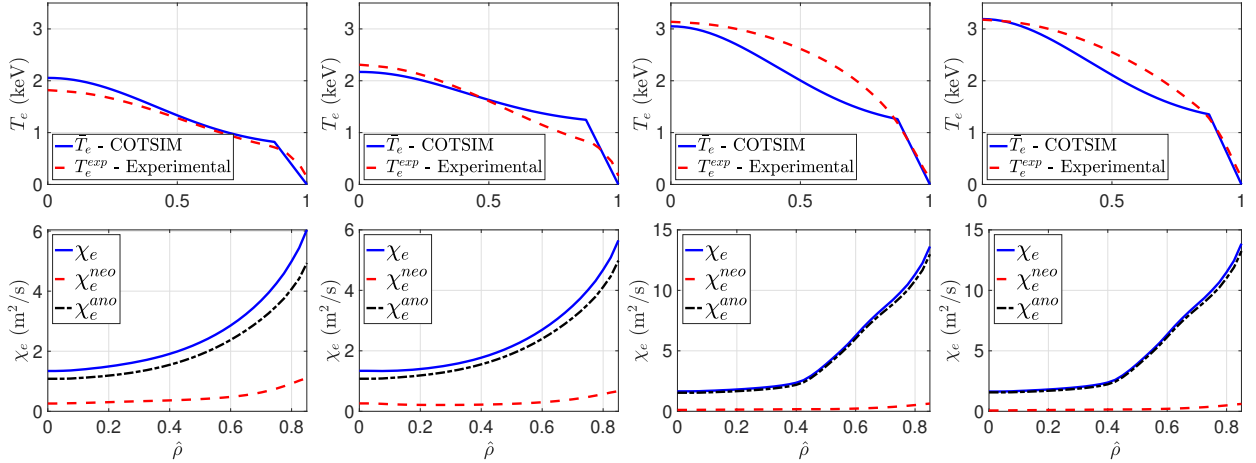 3
2
1
0
T_e (keV)
T̄_e - COTSIM
T_e^{exp} - Experimental
0 0.5 1
3
2
1
0
T_e (keV)
T̄_e - COTSIM
T_e^{exp} - Experimental
0 0.5 1
3
2
1
0
T_e (keV)
T̄_e - COTSIM
T_e^{exp} - Experimental
0 0.5 1
3
2
1
0
T_e (keV)
T̄_e - COTSIM
T_e^{exp} - Experimental
0 0.5 1
6
4
2
0
χ_e (m²/s)
χ_e
χ_e^{neo}
χ_e^{ano}
0 0.2 0.4 0.6 0.8
ρ̂
6
4
2
0
χ_e (m²/s)
χ_e
χ_e^{neo}
χ_e^{ano}
0 0.2 0.4 0.6 0.8
ρ̂
15
10
5
0
χ_e (m²/s)
χ_e
χ_e^{neo}
χ_e^{ano}
0 0.2 0.4 0.6 0.8
ρ̂
15
10
5
0
χ_e (m²/s)
χ_e
χ_e^{neo}
χ_e^{ano}
0 0.2 0.4 0.6 0.8
ρ̂